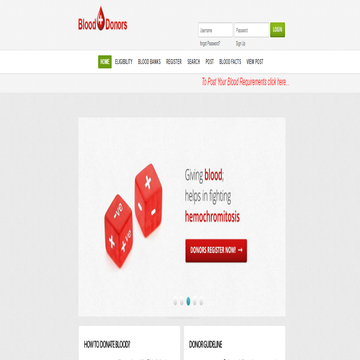 Blood Donors
Username Password LOGIN
forgot Password? Sign Up
HOME ELIGIBILITY BLOOD BANKS REGISTER SEARCH POST BLOOD FACTS VIEW POST
To Post Your Blood Requirements click here...
Giving blood;
helps in fighting
hemochromitosis
DONORS REGISTER NOW! →
+ve
+ve
HOW TO DONATE BLOOD? DONOR GUIDELINE